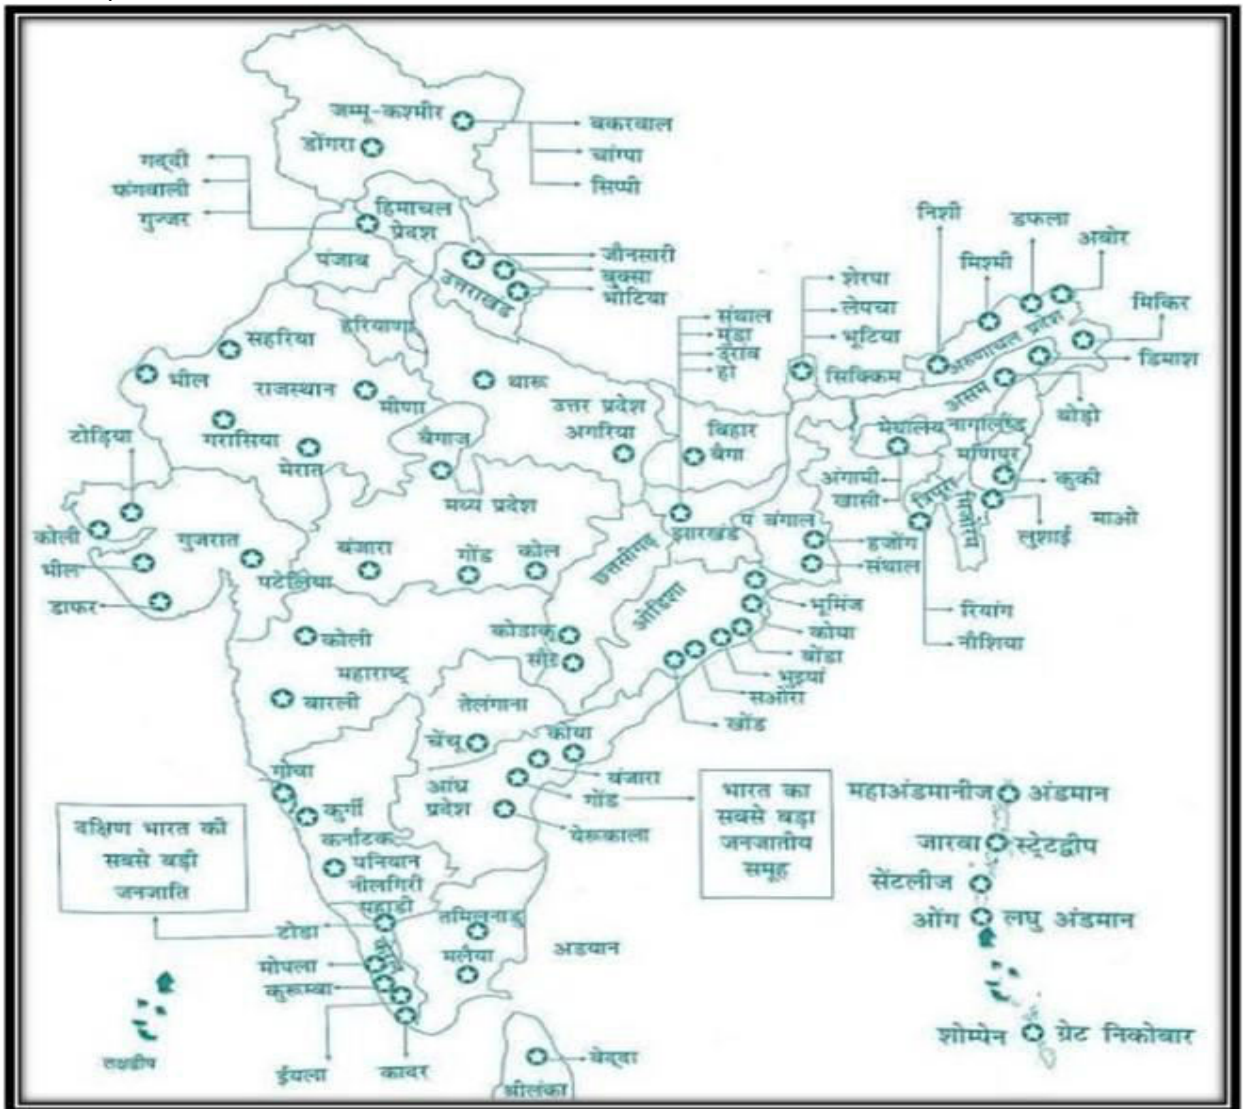 जम्मू-कश्मीर
डोंगरा
बकरवाल
चांग्पा
सिप्पी
गद्दी
फंगवाली
गुज्जर
हिमाचल
प्रेदश
पंजाब
उत्तराखंड
जौनसारी
बुक्सा
भोटिया
निशी
डफला
अबोर
मिश्मी
मिकिर
डिमाश
अरुणाचल प्रदेश
असम
बोड़ो
शेरपा
लेपचा
भूटिया
सिक्किम
संथाल
मुंडा
उरांव
हो
सहरिया
हरियाणा
भील
राजस्थान
मीणा
थारू
उत्तर प्रदेश
अगरिया
गरासिया
मेरात
बैगाज
बिहार
बैगा
मेघालय
नागालैण्ड
मणिपुर
अंगामी
खासी
त्रिपुरा
मिजोरम
कुकी
माओ
लुशाई
टोड़िया
कोली
भील
डाफर
गुजरात
पटेलिया
मध्य प्रदेश
बंजारा
गोंड
कोल
छत्तीसगढ़
झारखंड
प बंगाल
हजोंग
संथाल
ओडिशा
भूमिंज
कोया
बोंडा
भुइयां
सओरा
खोंड
रियांग
नौशिया
कोली
महाराष्ट्र
बारली
कोडाकू
तेलंगाना
चेंचू
कोया
बंजारा
गोंड
येरूकाला
आंध्र
प्रदेश
भारत का
सबसे बड़ा
जनजातीय
समूह
गोवा
कुर्गी
कर्नाटक
पनियान
नीलगिरी
पहाड़ी
दक्षिण भारत की
सबसे बड़ी
जनजाति
टोडा
मोपला
कुरूम्बा
ईयला
कादर
तमिलनाडु
मलैया
अडयान
महाअंडमानीज
अंडमान
जारवा
स्ट्रेटद्वीप
सेंटलीज
ओंग
लघु अंडमान
शोम्पेन
ग्रेट निकोबार
लक्षद्वीप
वेद्दा
श्रीलंका